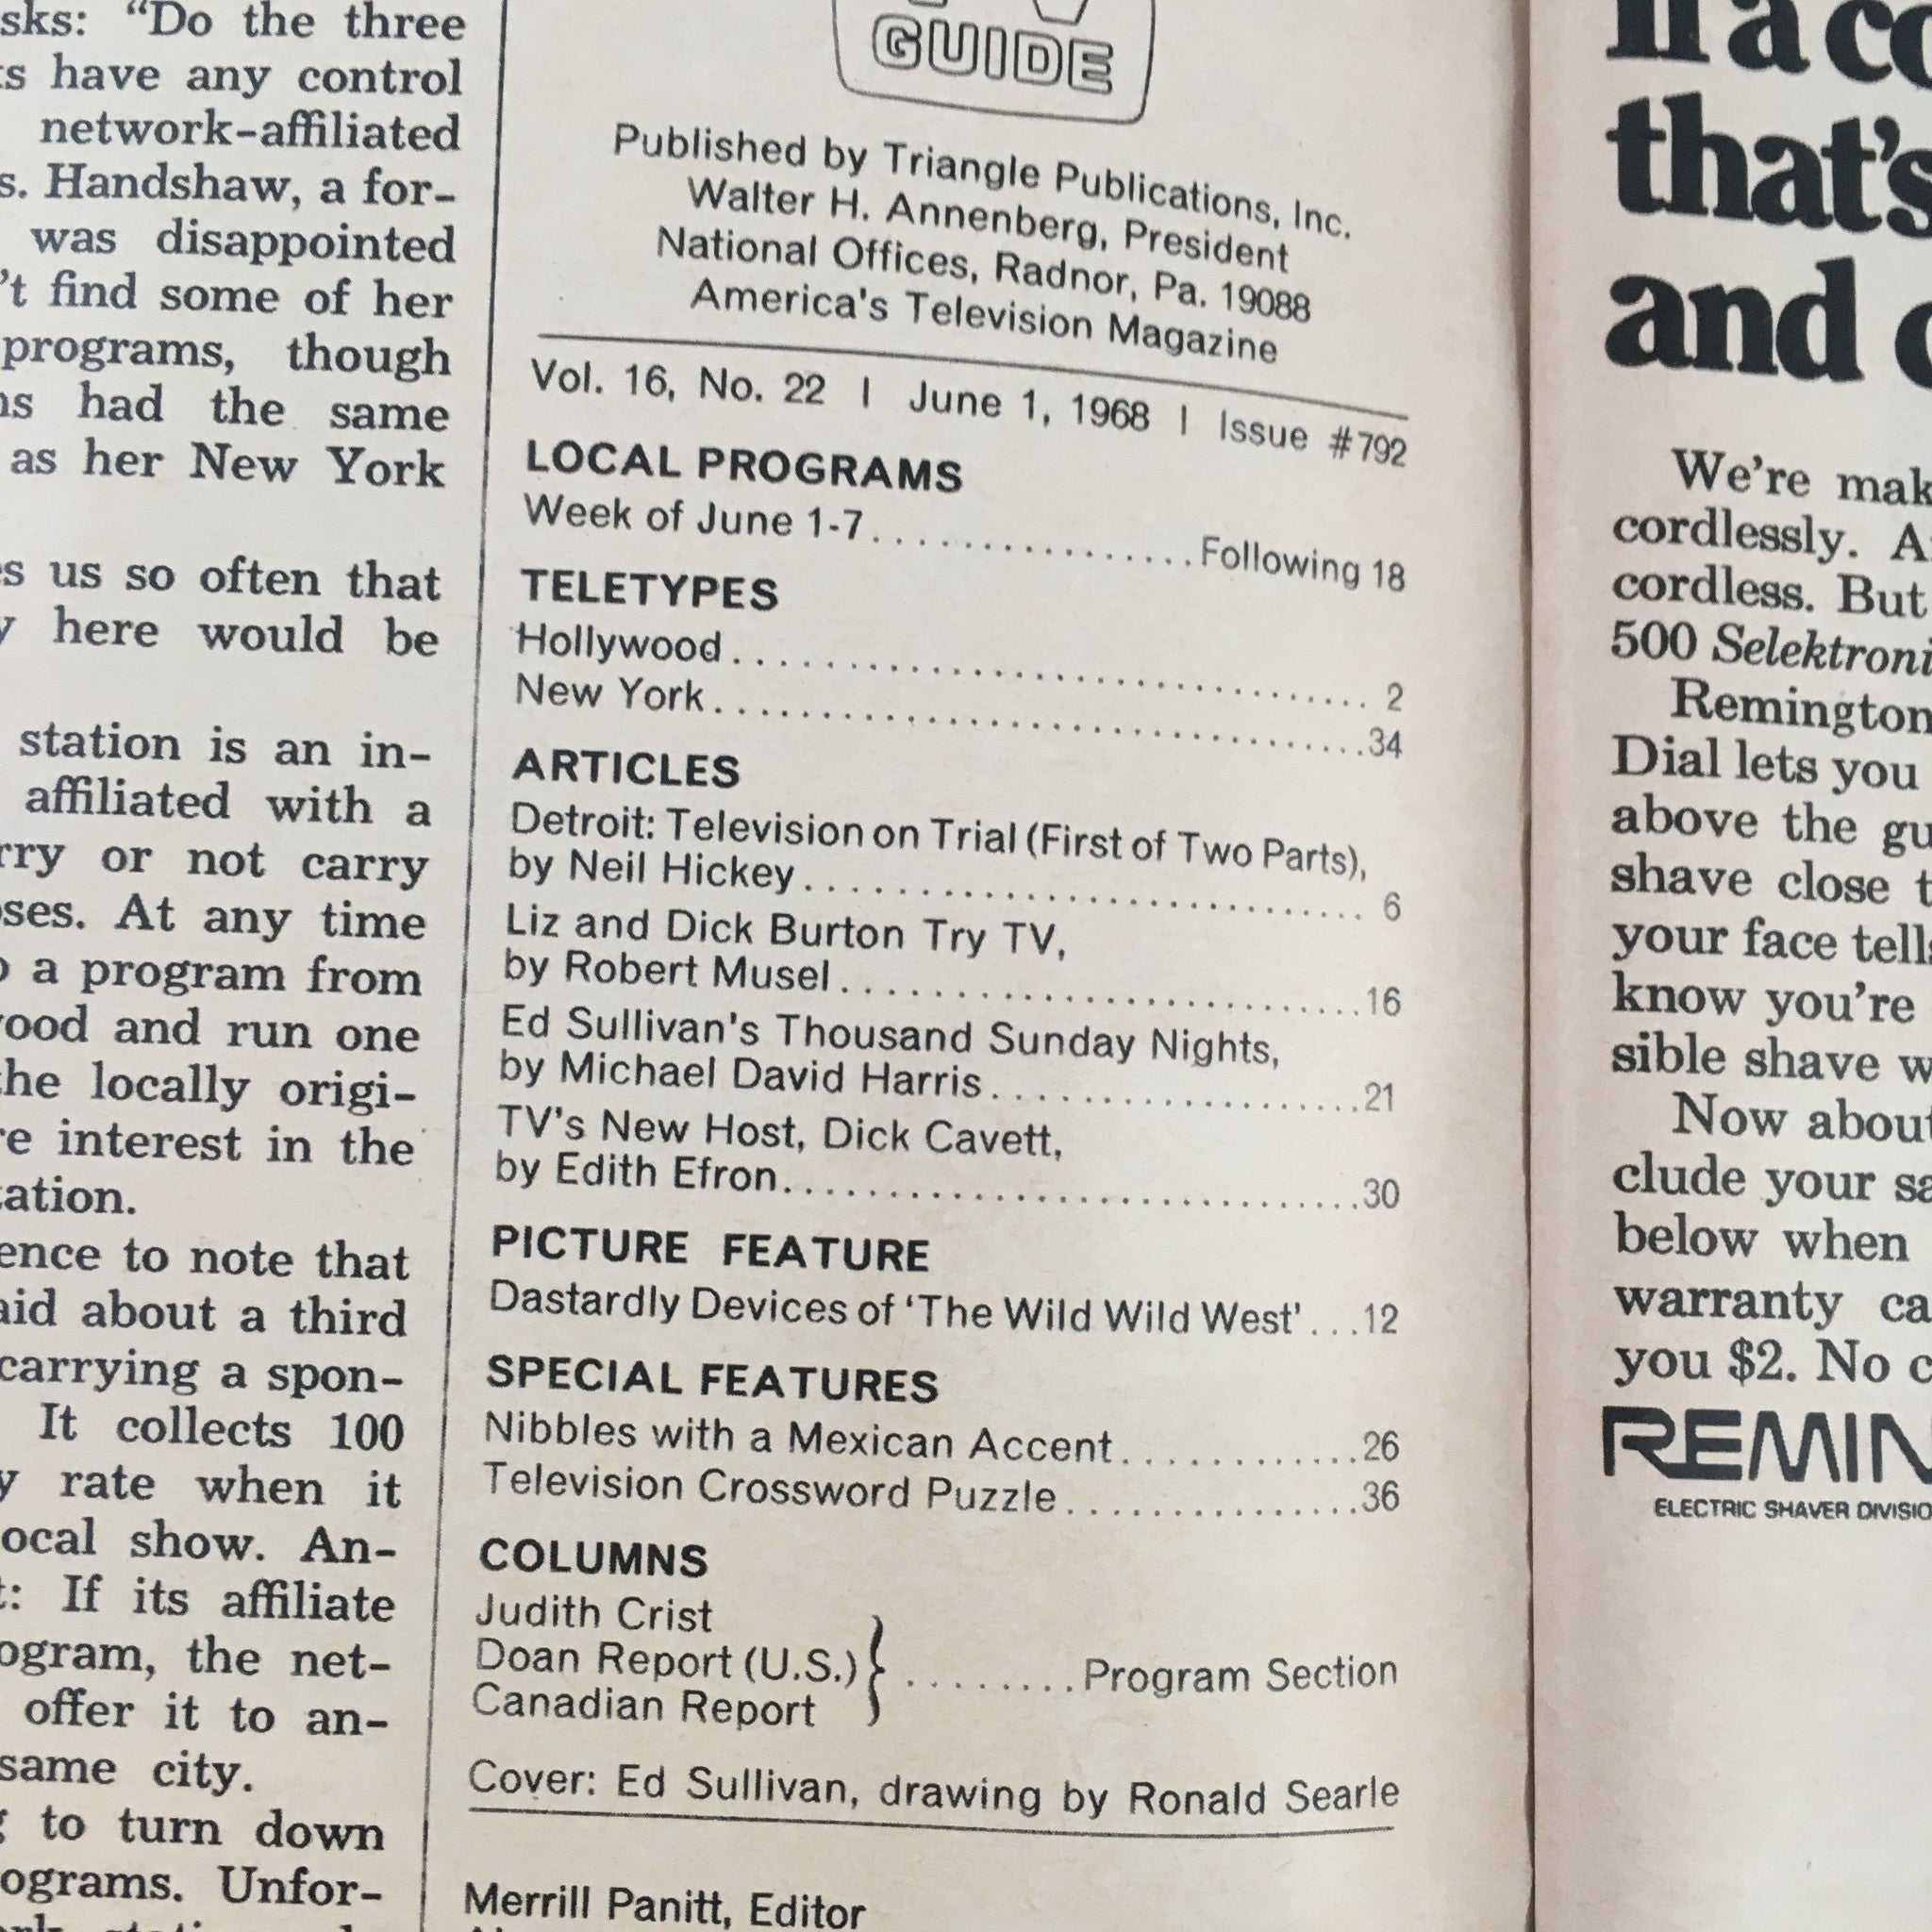 sks: “Do the three
have any control
network-affiliated
s. Handshaw, a for-
was disappointed
’t find some of her
programs, though
had the same
as her New York
us so often that
here would be
station is an in-
affiliated with a
or not carry
At any time
a program from
and run one
locally origi-
interest in the
to note that
about a third
carrying a spon-
It collects 100
rate when it
show. An-
If its affiliate
the net-
offer it to an-
same city.
to turn down
Unfor-
GUIDE
Published by Triangle Publications, Inc.
Walter H. Annenberg, President
National Offices, Radnor, Pa. 19088
America's Television Magazine
Vol. 16, No. 22 | June 1, 1968 | Issue #792
LOCAL PROGRAMS
Week of June 1-7................Following 18
TELETYPES
Hollywood............................ 2
New York.............................34
ARTICLES
Detroit: Television on Trial (First of Two Parts),
by Neil Hickey......................... 6
Liz and Dick Burton Try TV,
by Robert Musel........................16
Ed Sullivan's Thousand Sunday Nights,
by Michael David Harris.................21
TV's New Host, Dick Cavett,
by Edith Efron..........................30
PICTURE FEATURE
Dastardly Devices of ‘The Wild Wild West’...12
SPECIAL FEATURES
Nibbles with a Mexican Accent.............26
Television Crossword Puzzle................36
COLUMNS
Judith Crist
Doan Report (U.S.)
Canadian Report
} ........Program Section
Cover: Ed Sullivan, drawing by Ronald Searle
Merrill Panitt, Editor
If a co
that’s
and
We're mak
cordlessly.
cordless. But
500 Selektroni
Remington
Dial lets you
above the gu
shave close t
your face tells
know you're
sible shave w
Now about
clude your sa
below when
warranty ca
you $2. No c
REMIN
ELECTRIC SHAVER DIVISIO